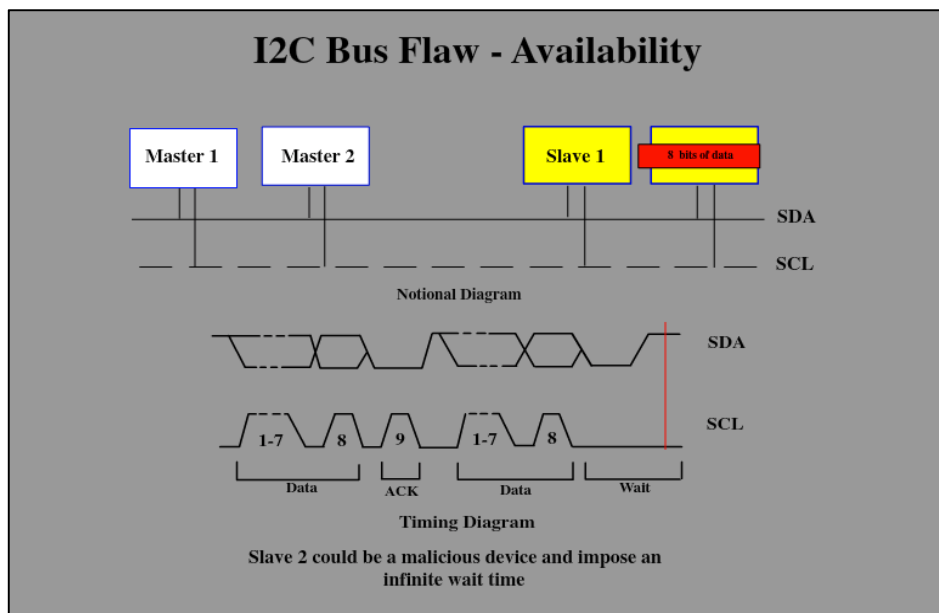 I2C Bus Flaw - Availability
Master 1
Master 2
Slave 1
8 bits of data
SDA
SCL
Notional Diagram
SDA
SCL
1-7
8
9
1-7
8
Data
ACK
Data
Wait
Timing Diagram
Slave 2 could be a malicious device and impose an
infinite wait time